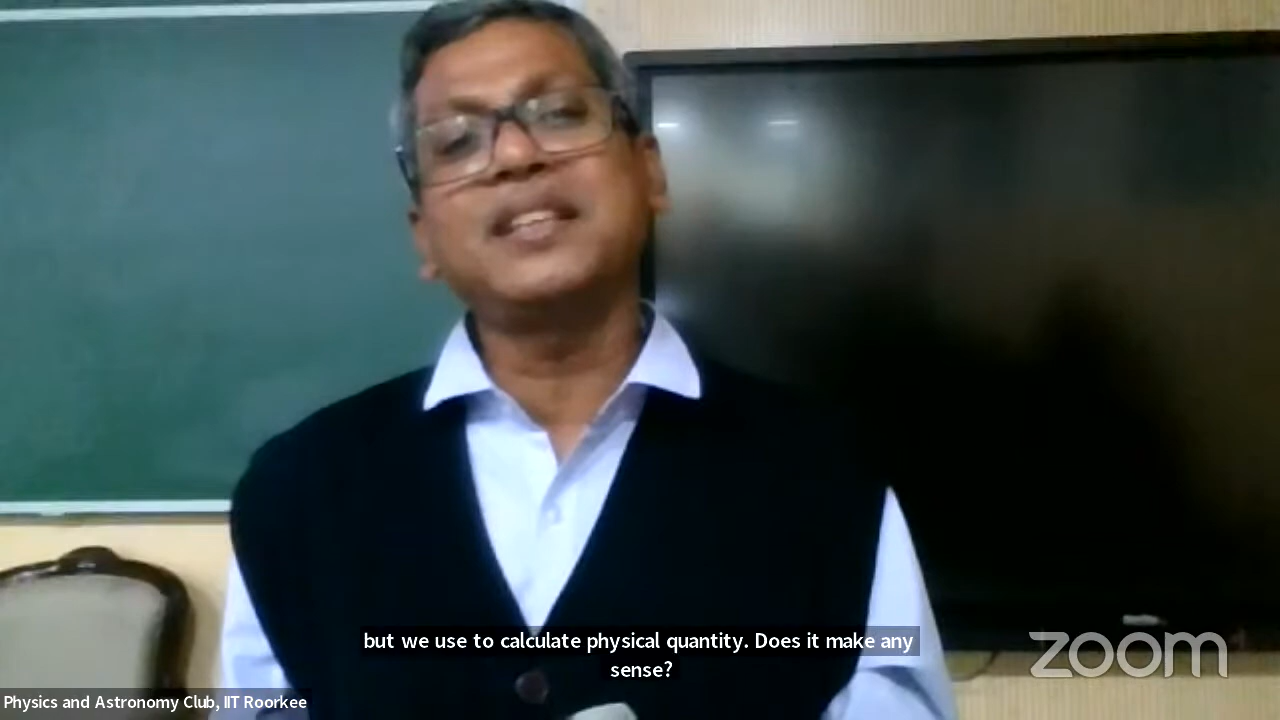 but we use to calculate physical quantity. Does it make any
sense?
zoom
Physics and Astronomy Club, IIT Roorkee